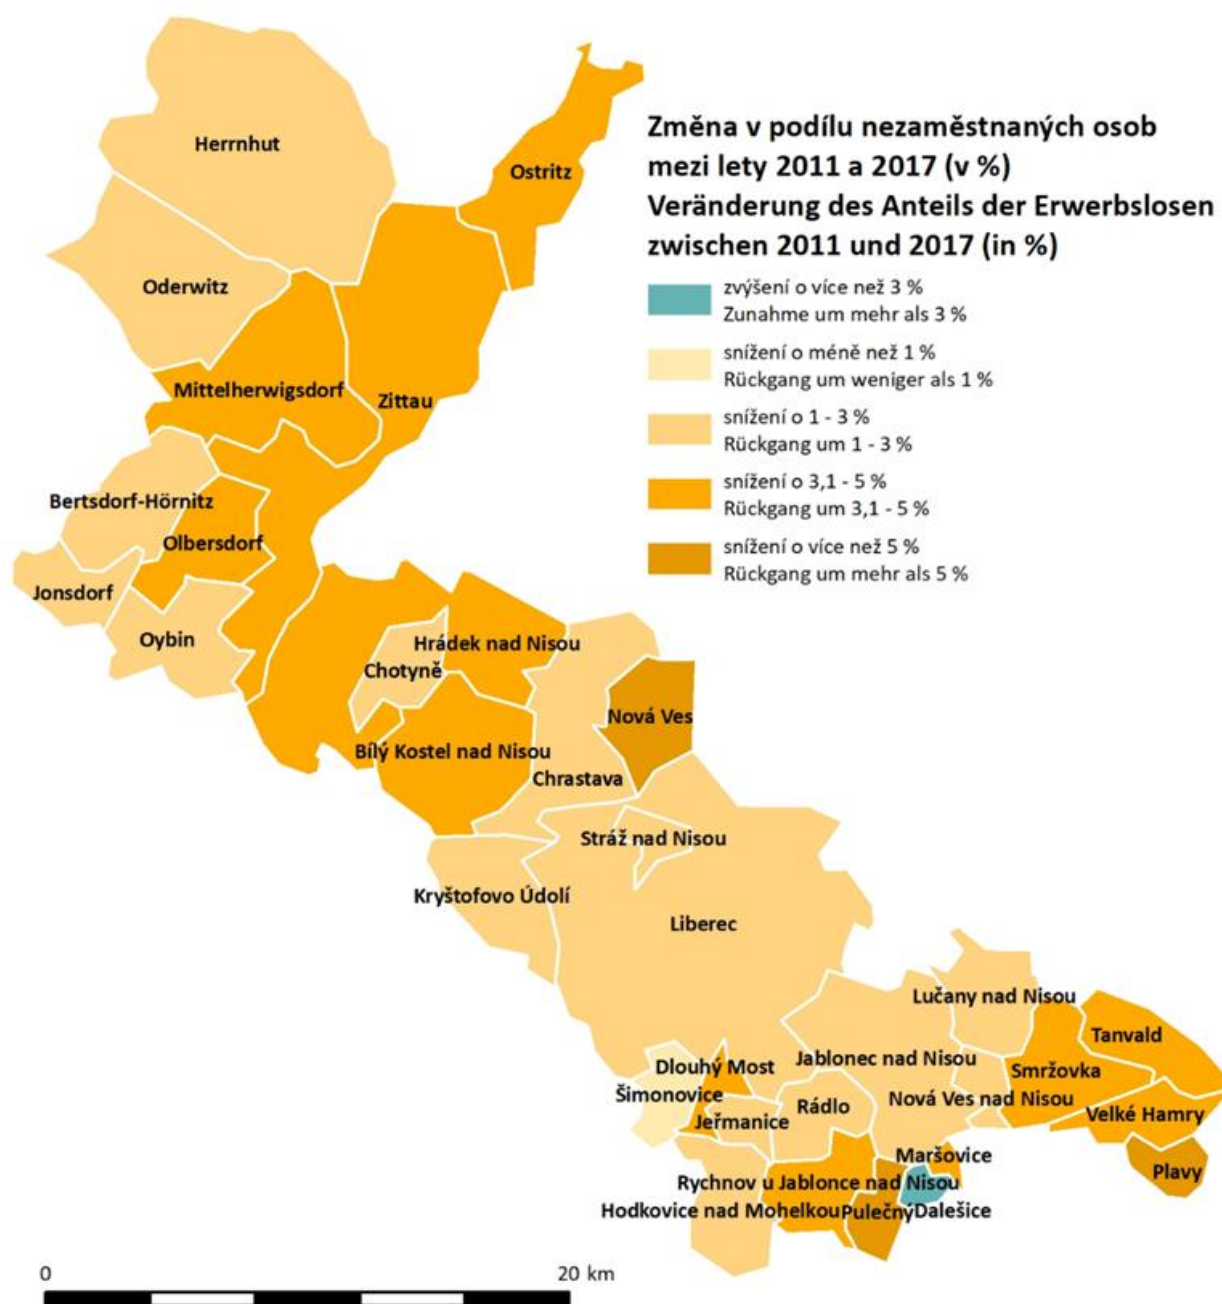 Změna v podílu nezaměstnaných osob
mezi lety 2011 a 2017 (v %)
Veränderung des Anteils der Erwerbslosen
zwischen 2011 und 2017 (in %)
zvýšení o více než 3 %
Zunahme um mehr als 3 %
snížení o méně než 1 %
Rückgang um weniger als 1 %
snížení o 1 - 3 %
Rückgang um 1 - 3 %
snížení o 3,1 - 5 %
Rückgang um 3,1 - 5 %
snížení o více než 5 %
Rückgang um mehr als 5 %
Herrnhut
Ostritz
Oderwitz
Mittelherwigsdorf
Zittau
Bertsdorf-Hörnitz
Olbersdorf
Jonsdorf
Oybin
Hrádek nad Nisou
Chotyně
Nová Ves
Bílý Kostel nad Nisou
Chrastava
Stráž nad Nisou
Kryštofovo Údolí
Liberec
Lučany nad Nisou
Tanvald
Jablonec nad Nisou
Dlouhý Most
Smržovka
Šimonovice
Nová Ves nad Nisou
Rádlo
Velké Hamry
Jeřmanice
Maršovice
Plavy
Rychnov u Jablonce nad Nisou
Hodkovice nad Mohelkou
Pulečný
Dalešice
0
20 km